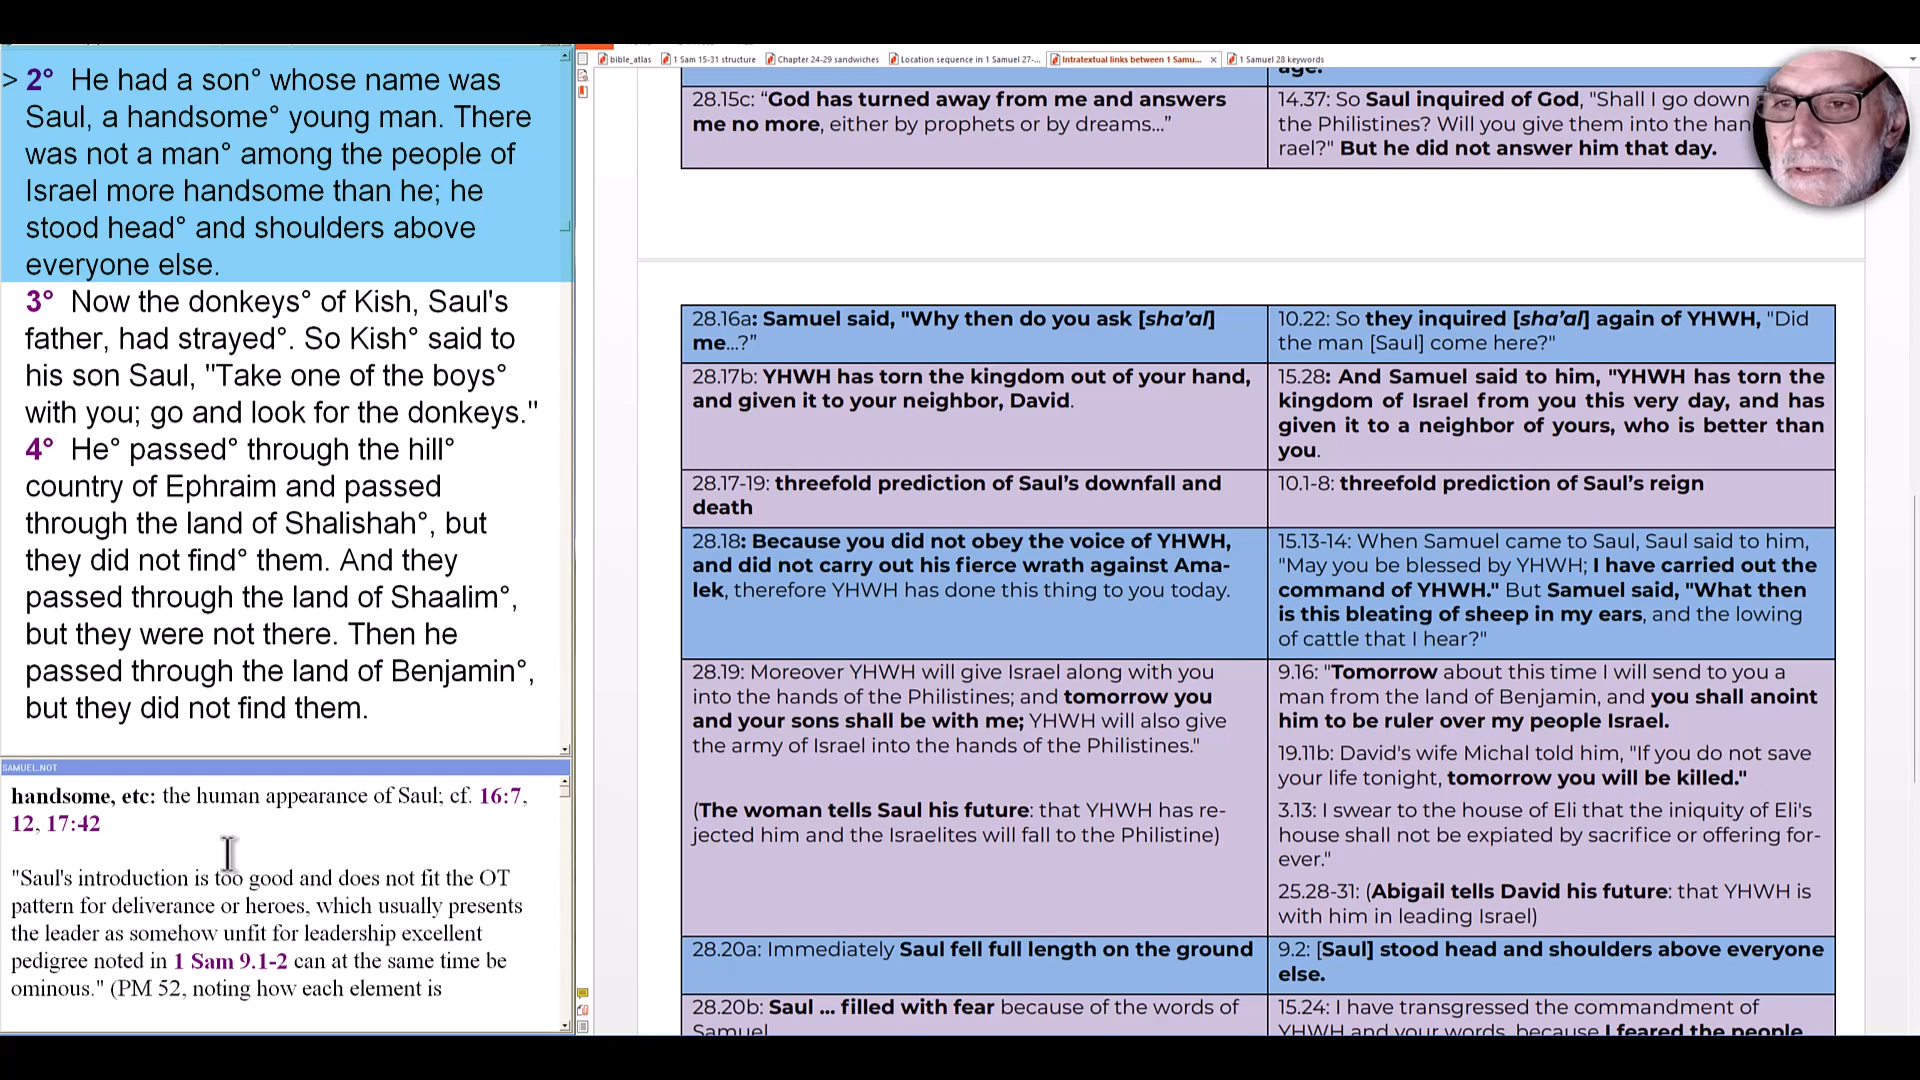 > 2° He had a son° whose name was
Saul, a handsome° young man. There
was not a man° among the people of
Israel more handsome than he; he
stood head° and shoulders above
everyone else.
3° Now the donkeys° of Kish, Saul's
father, had strayed°. So Kish° said to
his son Saul, "Take one of the boys°
with you; go and look for the donkeys."
4° He° passed° through the hill°
country of Ephraim and passed
through the land of Shalishah°, but
they did not find° them. And they
passed through the land of Shaalim°,
but they were not there. Then he
passed through the land of Benjamin°,
but they did not find them.
SAMUEL.NOT
handsome, etc: the human appearance of Saul; cf. 16:7,
12, 17:42
"Saul's introduction is too good and does not fit the OT
pattern for deliverance or heroes, which usually presents
the leader as somehow unfit for leadership excellent
pedigree noted in 1 Sam 9.1-2 can at the same time be
ominous." (PM 52, noting how each element is
bible_atlas
1 Sam 15-31 structure
Chapter 24-29 sandwiches
Location sequence in 1 Samuel 27-...
Intratextual links between 1 Samu...
1 Samuel 28 keywords
age.
28.15c: "God has turned away from me and answers
me no more, either by prophets or by dreams…"
14.37: So Saul inquired of God, "Shall I go down
the Philistines? Will you give them into the han
rael?" But he did not answer him that day.
28.16a: Samuel said, "Why then do you ask [sha'al]
me…?"
10.22: So they inquired [sha'al] again of YHWH, "Did
the man [Saul] come here?"
28.17b: YHWH has torn the kingdom out of your hand,
and given it to your neighbor, David.
15.28: And Samuel said to him, "YHWH has torn the
kingdom of Israel from you this very day, and has
given it to a neighbor of yours, who is better than
you.
28.17-19: threefold prediction of Saul's downfall and
death
10.1-8: threefold prediction of Saul's reign
28.18: Because you did not obey the voice of YHWH,
and did not carry out his fierce wrath against Ama-
lek, therefore YHWH has done this thing to you today.
15.13-14: When Samuel came to Saul, Saul said to him,
"May you be blessed by YHWH; I have carried out the
command of YHWH." But Samuel said, "What then
is this bleating of sheep in my ears, and the lowing
of cattle that I hear?"
28.19: Moreover YHWH will give Israel along with you
into the hands of the Philistines; and tomorrow you
and your sons shall be with me; YHWH will also give
the army of Israel into the hands of the Philistines."
(The woman tells Saul his future: that YHWH has re-
jected him and the Israelites will fall to the Philistine)
9.16: "Tomorrow about this time I will send to you a
man from the land of Benjamin, and you shall anoint
him to be ruler over my people Israel.
19.11b: David's wife Michal told him, "If you do not save
your life tonight, tomorrow you will be killed."
3.13: I swear to the house of Eli that the iniquity of Eli's
house shall not be expiated by sacrifice or offering for-
ever."
25.28-31: (Abigail tells David his future: that YHWH is
with him in leading Israel)
28.20a: Immediately Saul fell full length on the ground
9.2: [Saul] stood head and shoulders above everyone
else.
28.20b: Saul … filled with fear because of the words of
Samuel
15.24: I have transgressed the commandment of
YHWH and your words, because I feared the people